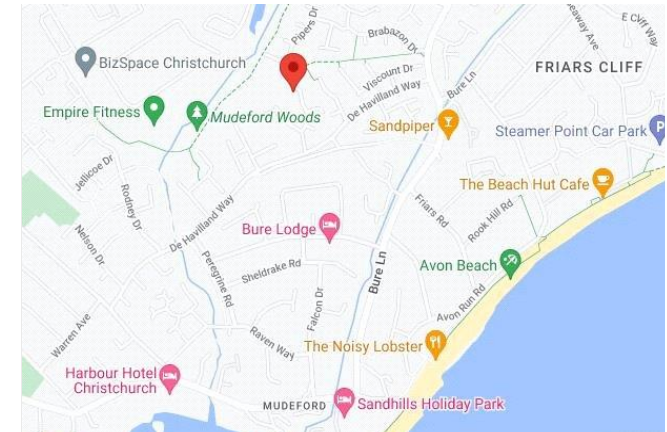 Pipers Dr
Brabazon Dr
E Cliff Way
BizSpace Christchurch
Viscount Dr
Bure Ln
FRIARS CLIFF
De Havilland Way
Empire Fitness
Mudeford Woods
Sandpiper
Steamer Point Car Park
P
Jellicoe Dr
The Beach Hut Cafe
Rodney Dr
De Havilland Way
Friars Rd
Rook Hill Rd
Bure Lodge
Nelson Dr
Peregrine Rd
Sheldrake Rd
Bure Ln
Avon Beach
Falcon Dr
Avon Run Rd
Warren Ave
Raven Way
The Noisy Lobster
Harbour Hotel
Christchurch
MUDEFORD
Sandhills Holiday Park